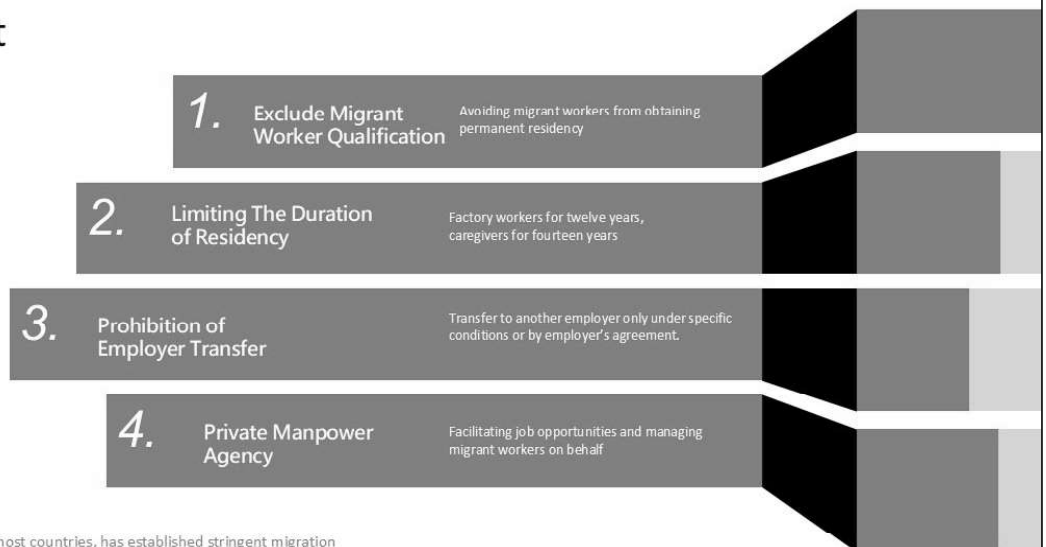 t
1.
Exclude Migrant
Worker Qualification
Avoiding migrant workers from obtaining
permanent residency
2.
Limiting The Duration
of Residency
Factory workers for twelve years,
caregivers for fourteen years
3.
Prohibition of
Employer Transfer
Transfer to another employer only under specific
conditions or by employer's agreement.
4.
Private Manpower
Agency
Facilitating job opportunities and managing
migrant workers on behalf
most countries, has established stringent migration